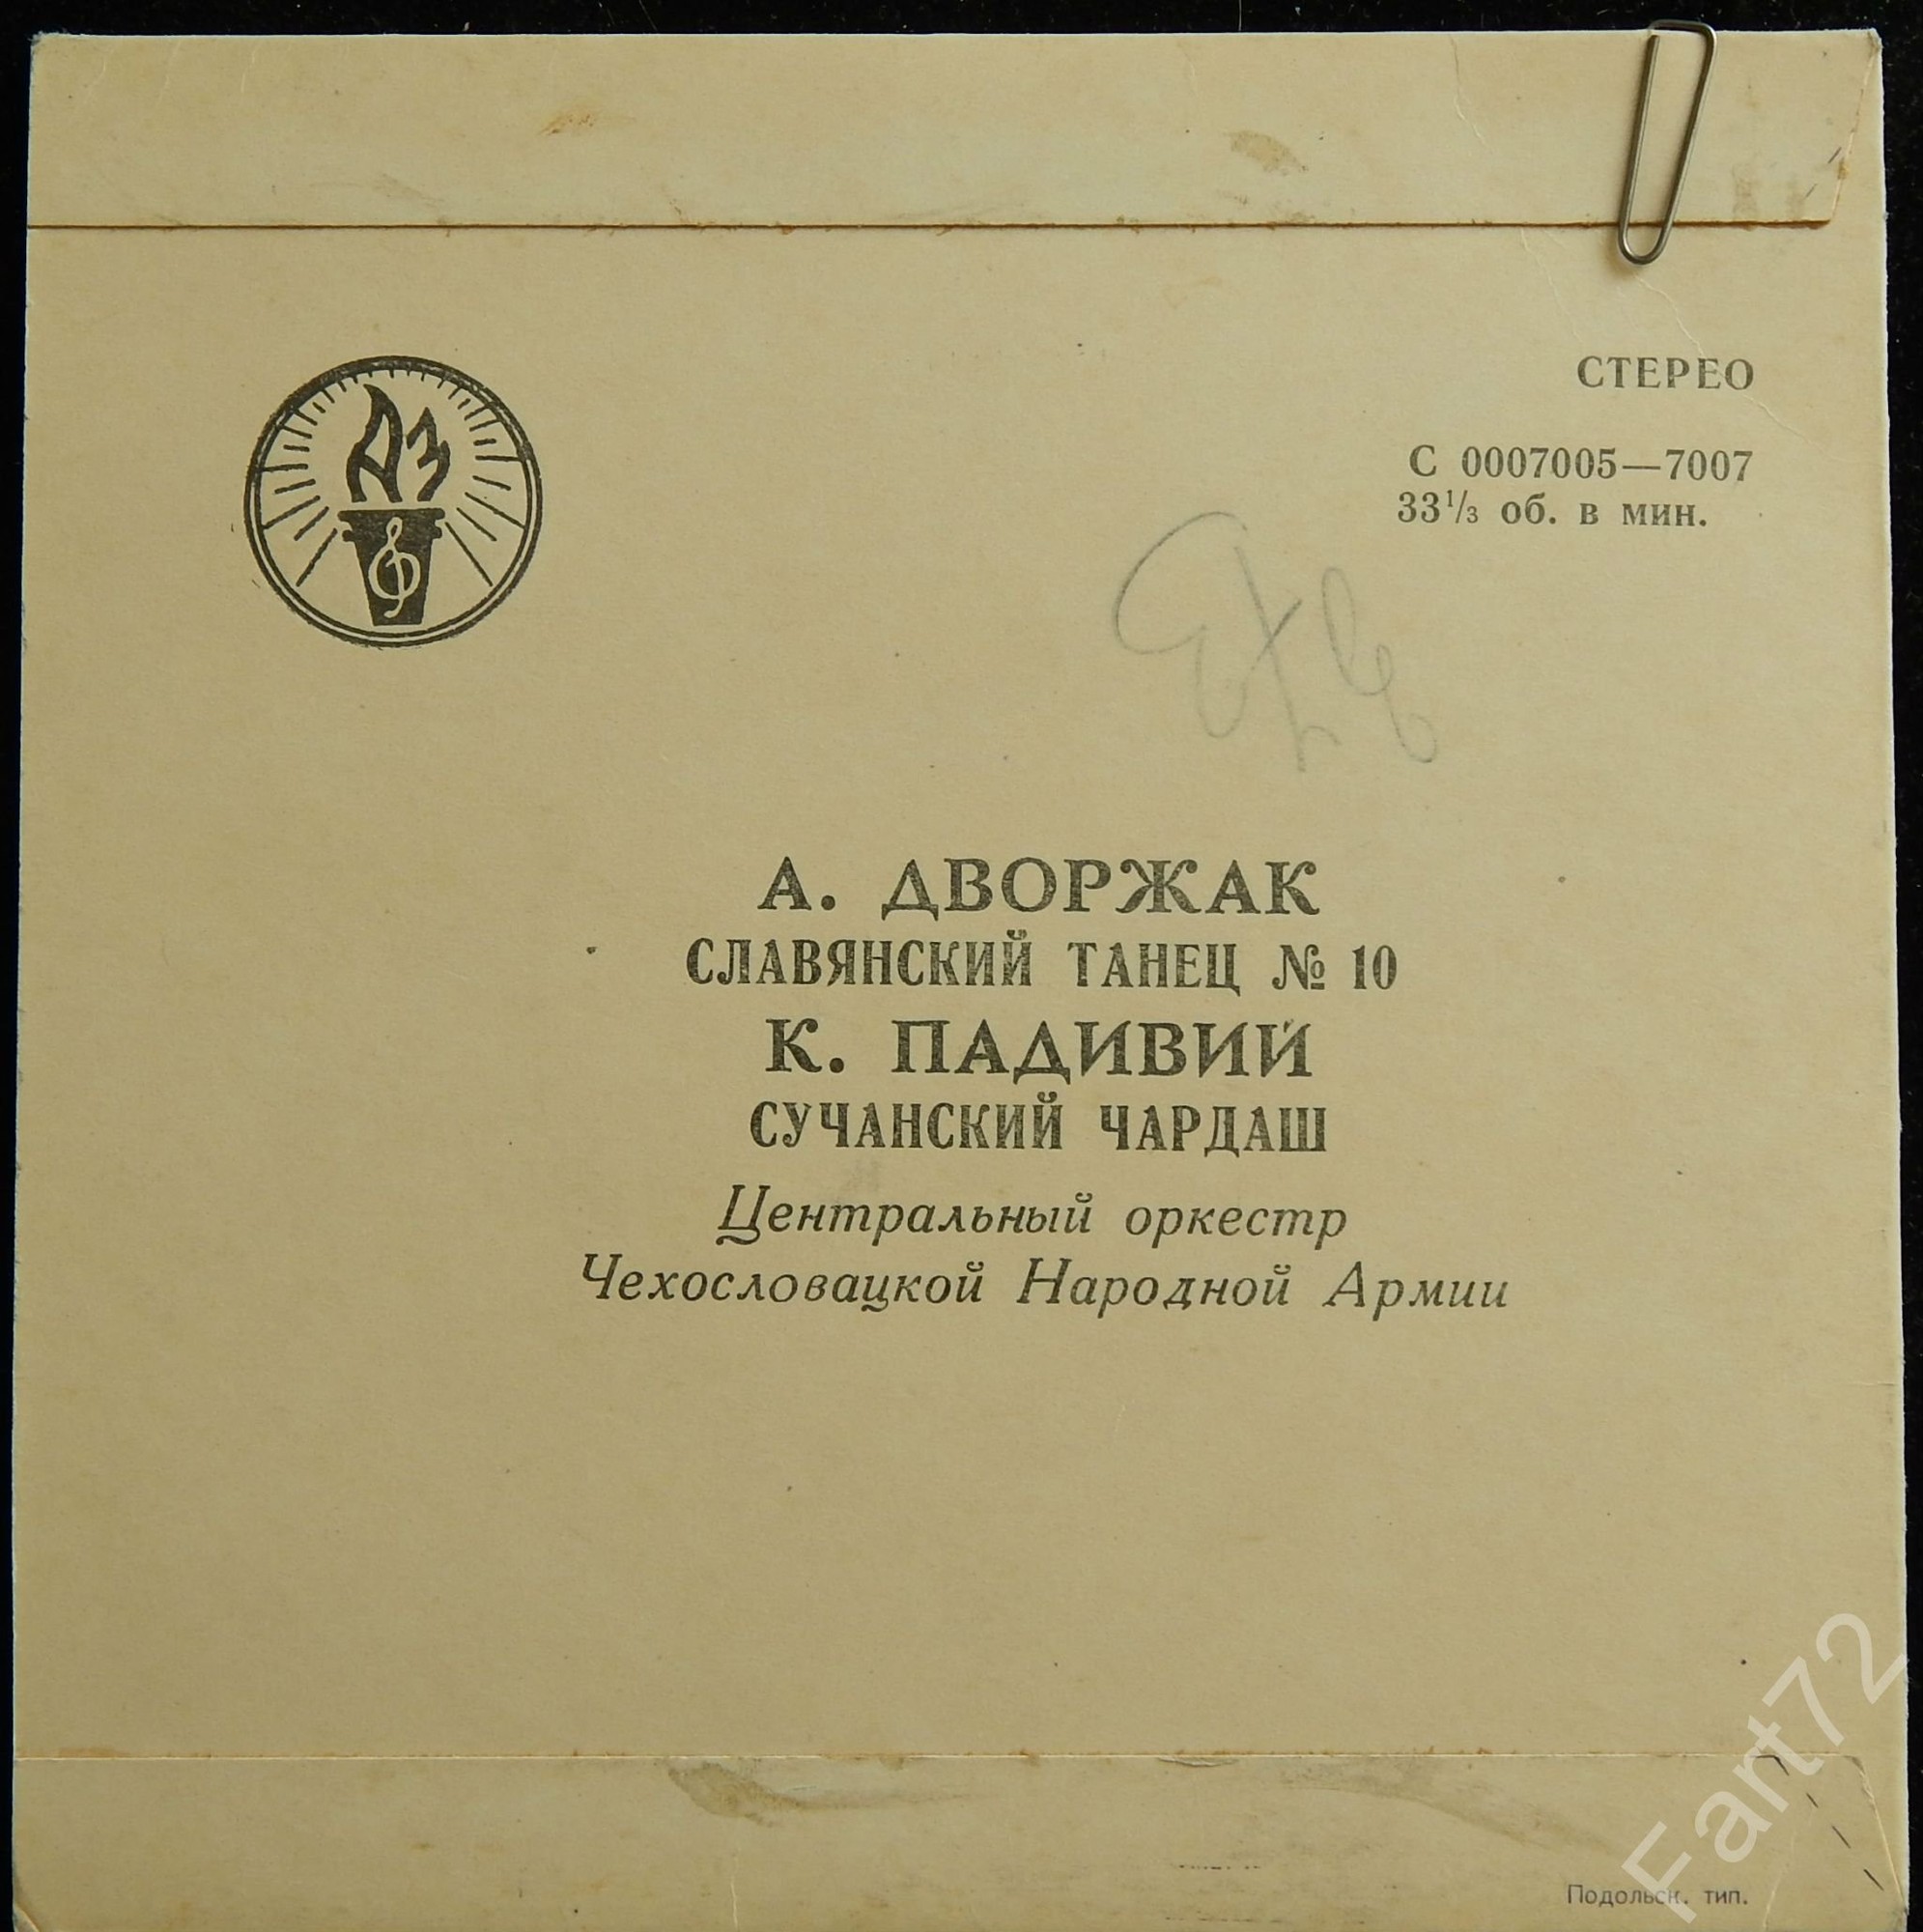 АЗ
СТЕРЕО
С 0007005—7007
33¹/₃ об. в мин.
А. ДВОРЖАК
СЛАВЯНСКИЙ ТАНЕЦ № 10
К. ПАДИВИЙ
СУЧАНСКИЙ ЧАРДАШ
Центральный оркестр
Чехословацкой Народной Армии
Подольск. тип.
Fart72